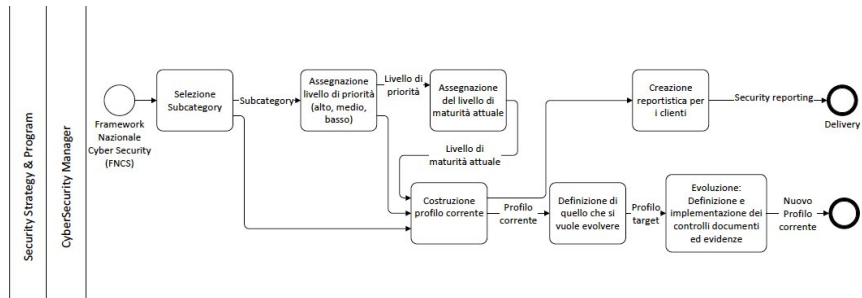 Security Strategy & Program
CyberSecurity Manager
Framework
Nazionale
Cyber Security
(FNCS)
Selezione
Subcategory
Subcategory
Assegnazione
livello di priorità
(alto, medio,
basso)
Livello di
priorità
Assegnazione
del livello di
maturità attuale
Livello di
maturità attuale
Creazione
reportistica per
i clienti
Security reporting
Delivery
Costruzione
profilo corrente
Profilo
corrente
Definizione di
quello che si
vuole evolvere
Profilo
target
Evoluzione:
Definizione e
implementazione dei
controlli documenti
ed evidenze
Nuovo
Profilo
corrente